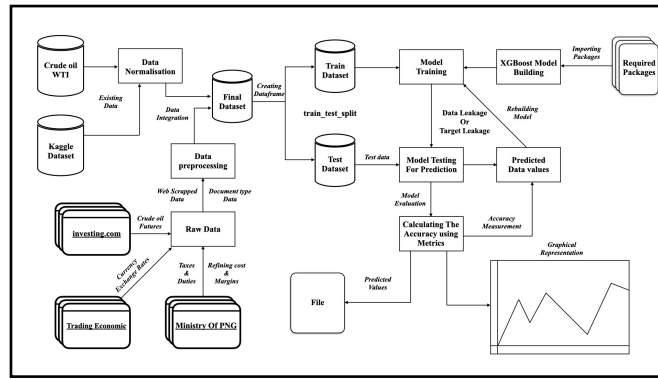 Crude oil
WTI
Data
Normalisation
Existing
Data
Kaggle
Dataset
Data
Integration
Final
Dataset
Creating
Dataframe
Data
preprocessing
Web Scrapped
Data
Document type
Data
investing.com
Crude oil
Futures
Raw Data
Currency
Exchange Rates
Taxes
&
Duties
Refining cost
&
Margins
Trading Economic
Ministry Of PNG
Train
Dataset
train_test_split
Test
Dataset
Test data
Model
Training
XGBoost Model
Building
Importing
Packages
Required
Packages
Data Leakage
Or
Target Leakage
Rebuilding
Model
Model Testing
For Prediction
Predicted
Data values
Model
Evaluation
Accuracy
Measurement
Calculating The
Accuracy using
Metrics
Predicted
Values
File
Graphical
Representation